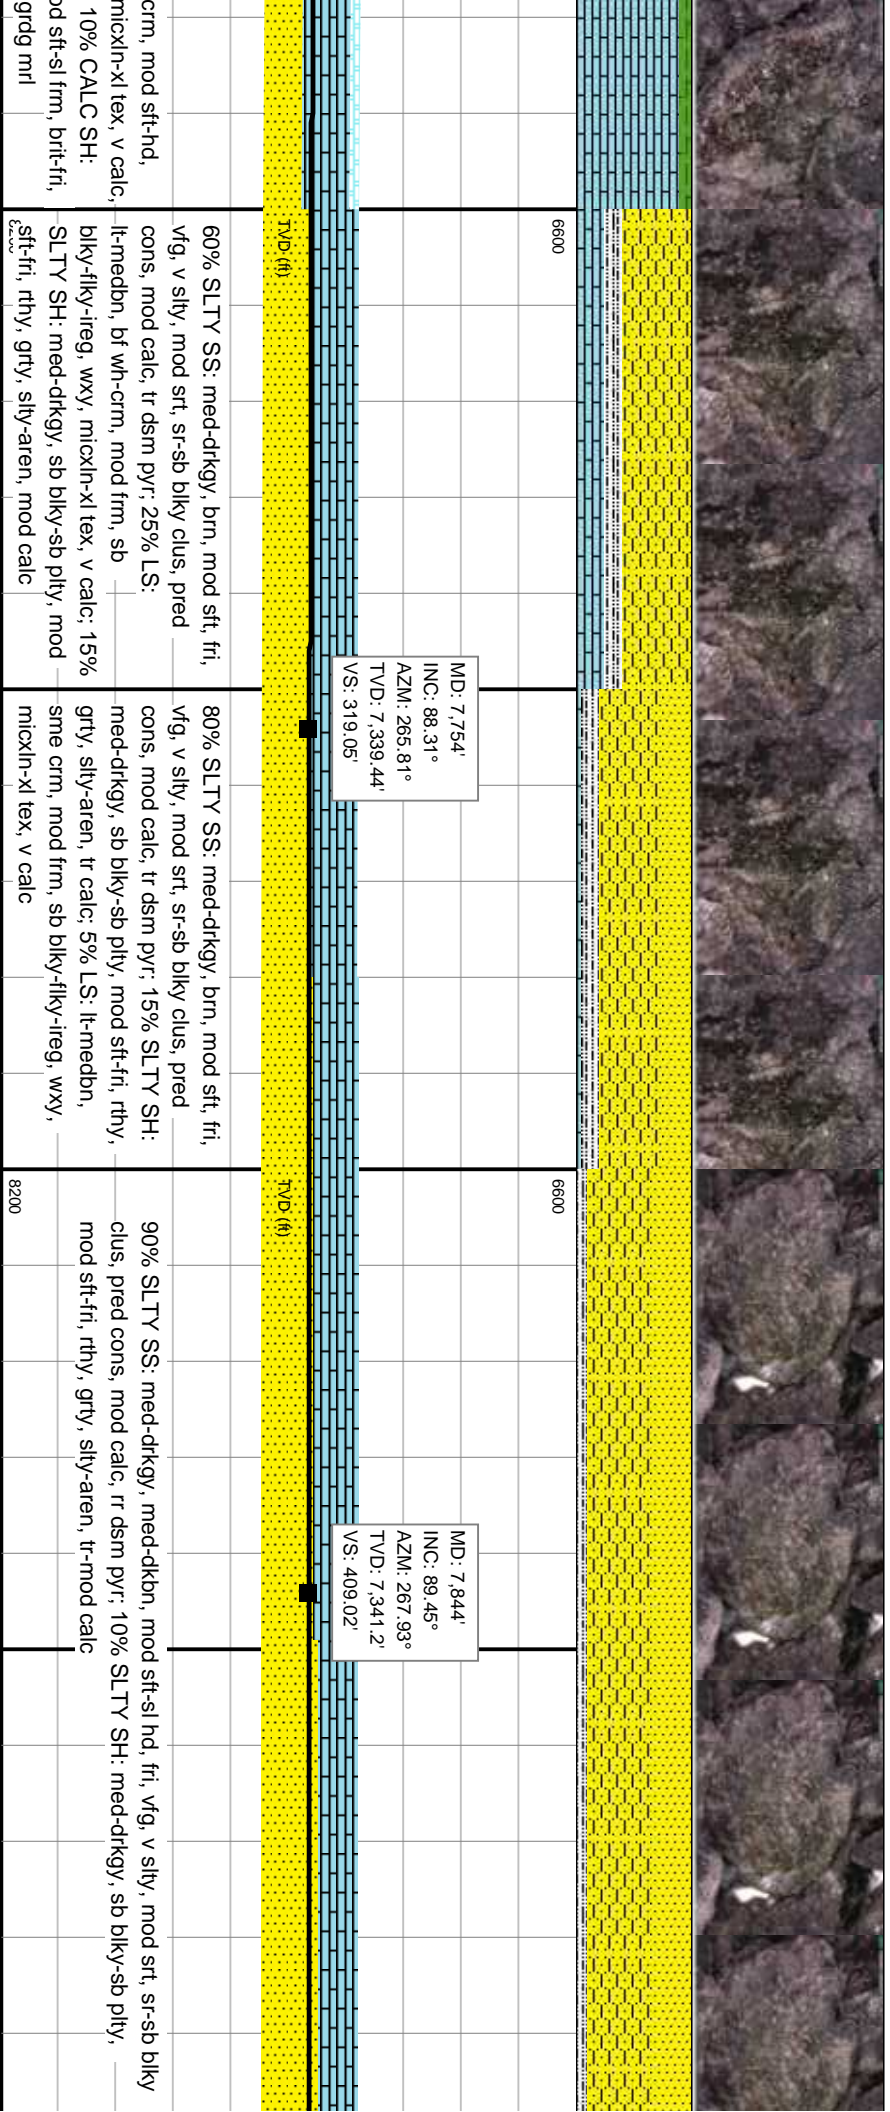 crm, mod sft-hd,
micxln-xl tex, v calc,
10% CALC SH:
od sft-sl frm, brit-fri,
grdg mrl
6600
TVD (ft)
60% SLTY SS: med-drkgy, brn, mod sft, fri,
vfg, v slty, mod srt, sr-sb blky clus, pred
cons, mod calc, tr dsm pyr; 25% LS:
lt-medbn, bf wh-crm, mod frm, sb
blky-flky-ireg, wxy, micxln-xl tex, v calc; 15%
SLTY SH: med-drkgy, sb blky-sb plty, mod
sft-fri, rthy, grty, slty-aren, mod calc
MD: 7,754'
INC: 88.31°
AZM: 265.81°
TVD: 7,339.44'
VS: 319.05'
80% SLTY SS: med-drkgy, brn, mod sft, fri,
vfg, v slty, mod srt, sr-sb blky clus, pred
cons, mod calc, tr dsm pyr; 15% SLTY SH:
med-drkgy, sb blky-sb plty, mod sft-fri, rthy,
grty, slty-aren, tr calc; 5% LS: lt-medbn,
sme crm, mod frm, sb blky-flky-ireg, wxy,
micxln-xl tex, v calc
6600
TVD (ft)
8200
90% SLTY SS: med-drkgy, med-dkbn, mod sft-sl hd, fri, vfg, v slty, mod srt, sr-sb blky
clus, pred cons, mod calc, rr dsm pyr; 10% SLTY SH: med-drkgy, sb blky-sb plty,
mod sft-fri, rthy, grty, slty-aren, tr-mod calc
MD: 7,844'
INC: 89.45°
AZM: 267.93°
TVD: 7,341.2'
VS: 409.02'